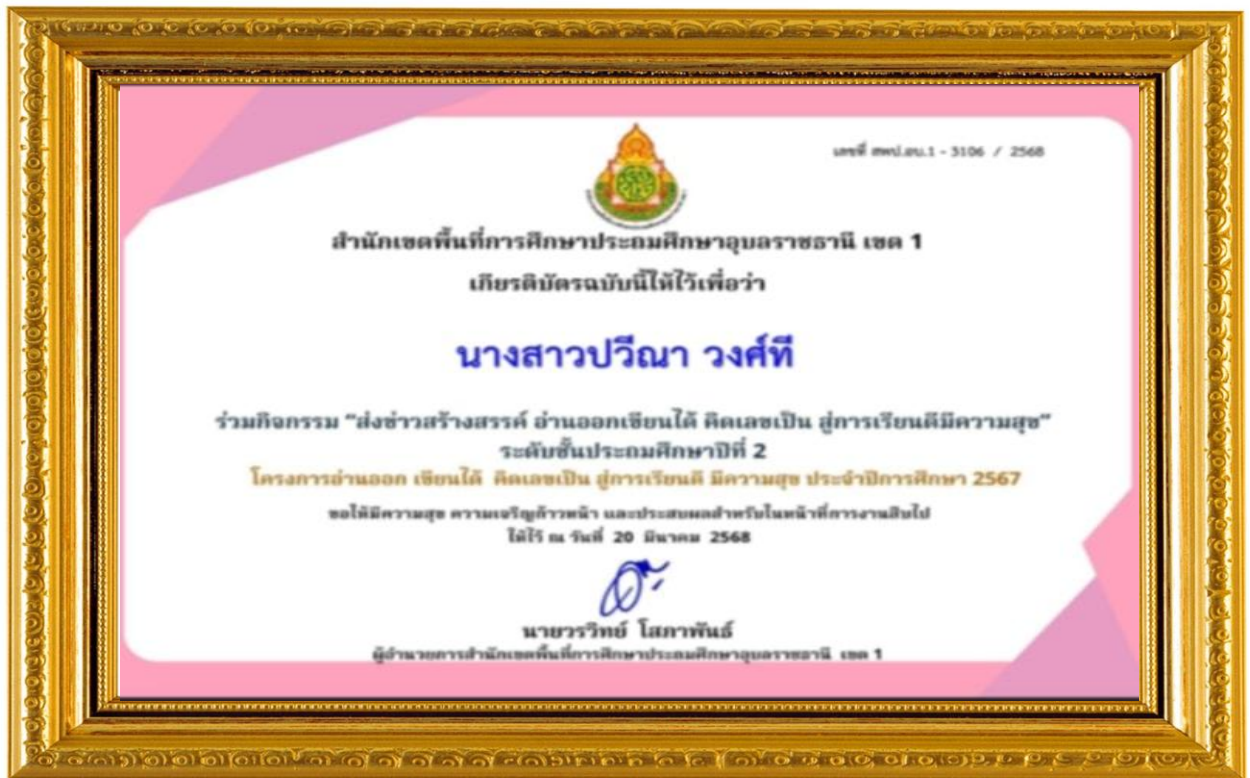 เลขที่ สพป.อบ.1 - 3106 / 2568
สำนักเขตพื้นที่การศึกษาประถมศึกษาอุบลราชธานี เขต 1
เกียรติบัตรฉบับนี้ให้ไว้เพื่อว่า
นางสาวปวีณา วงศ์ที
ร่วมกิจกรรม “ส่งข่าวสร้างสรรค์ อ่านออกเขียนได้ คิดเลขเป็น สู่การเรียนดีมีความสุข”
ระดับชั้นประถมศึกษาปีที่ 2
โครงการอ่านออก เขียนได้ คิดเลขเป็น สู่การเรียนดี มีความสุข ประจำปีการศึกษา 2567
ขอให้มีความสุข ความเจริญก้าวหน้า และประสบผลสำหรับในหน้าที่การงานสืบไป
ให้ไว้ ณ วันที่ 20 มีนาคม 2568
นายวรวิทย์ โสภาพันธ์
ผู้อำนวยการสำนักเขตพื้นที่การศึกษาประถมศึกษาอุบลราชธานี เขต 1